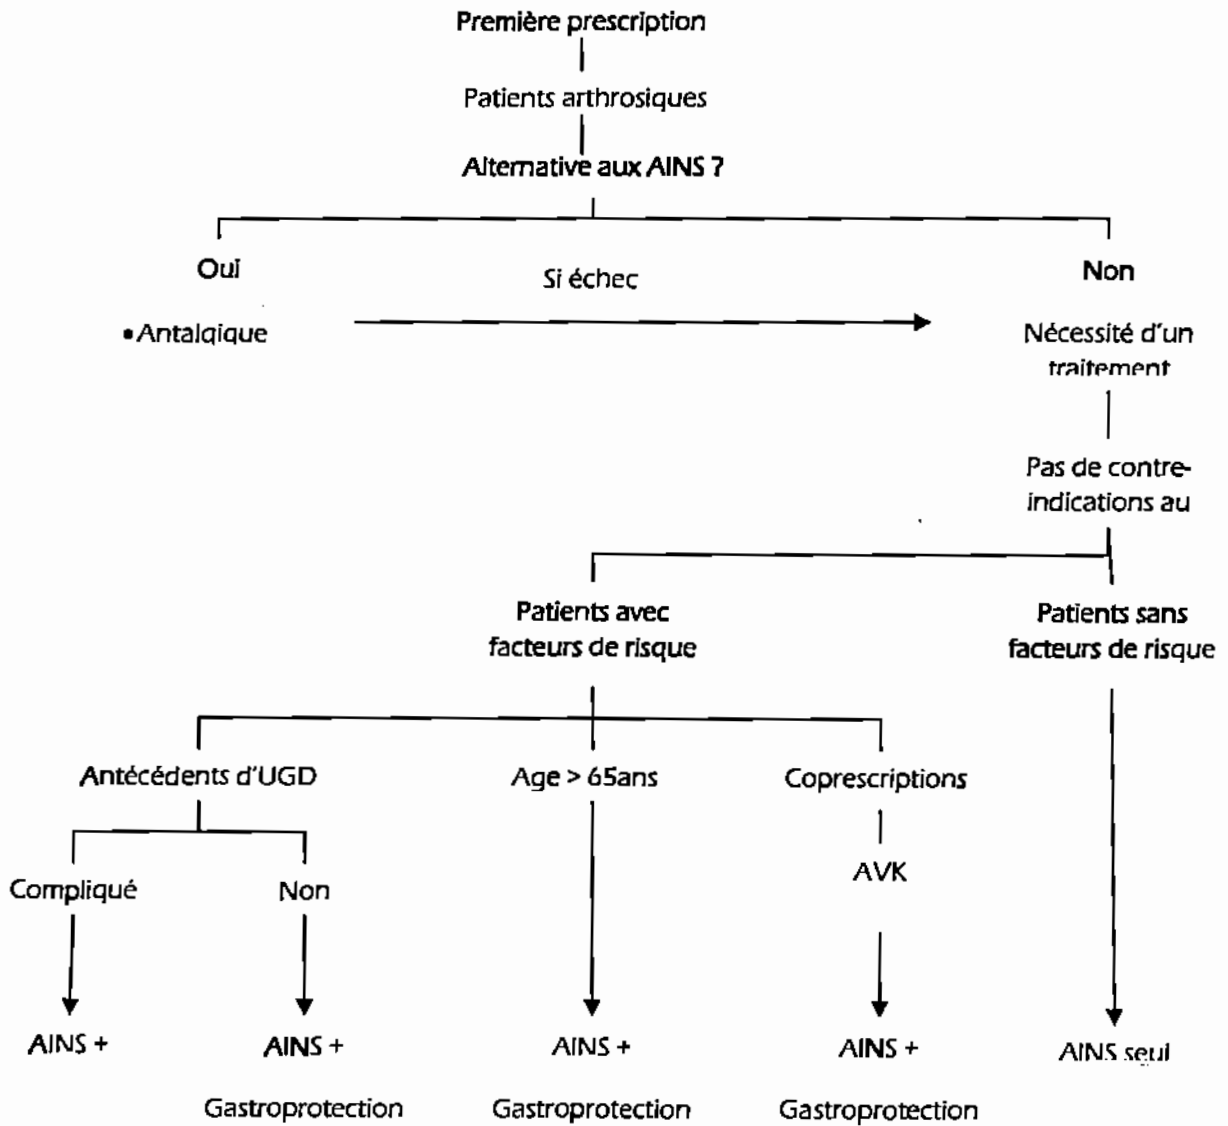 Première prescription
Patients arthrosiques
Alternative aux AINS ?
Oui
Si échec
Non
• Antalgique
Nécessité d'un
traitement
Pas de contre-
indications au
Patients avec
facteurs de risque
Patients sans
facteurs de risque
Antécédents d'UGD
Age > 65ans
Coprescriptions
Compliqué
Non
AVK
AINS +
AINS +
AINS +
AINS +
AINS seul
Gastroprotection
Gastroprotection
Gastroprotection